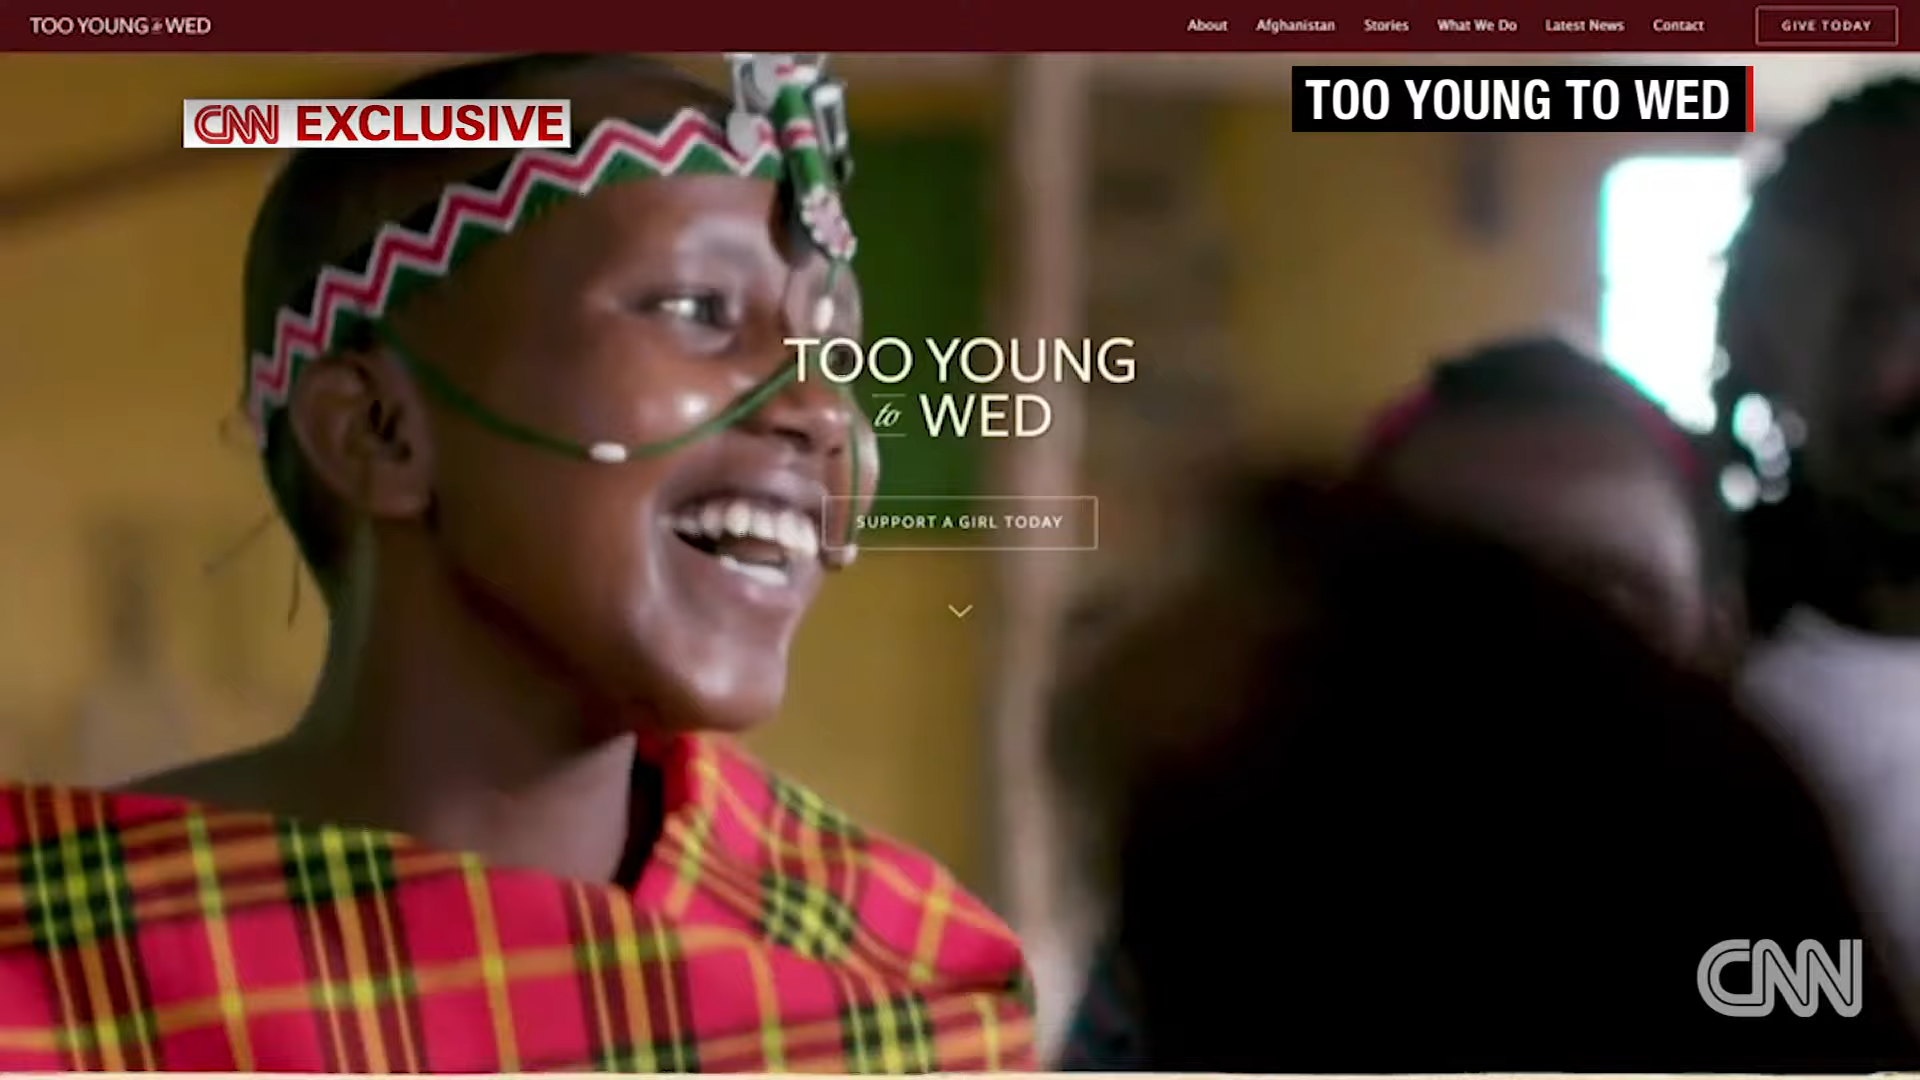 TOO YOUNG to WED
About
Afghanistan
Stories
What We Do
Latest News
Contact
GIVE TODAY
CNN EXCLUSIVE
TOO YOUNG TO WED
TOO YOUNG
to WED
SUPPORT A GIRL TODAY
CNN